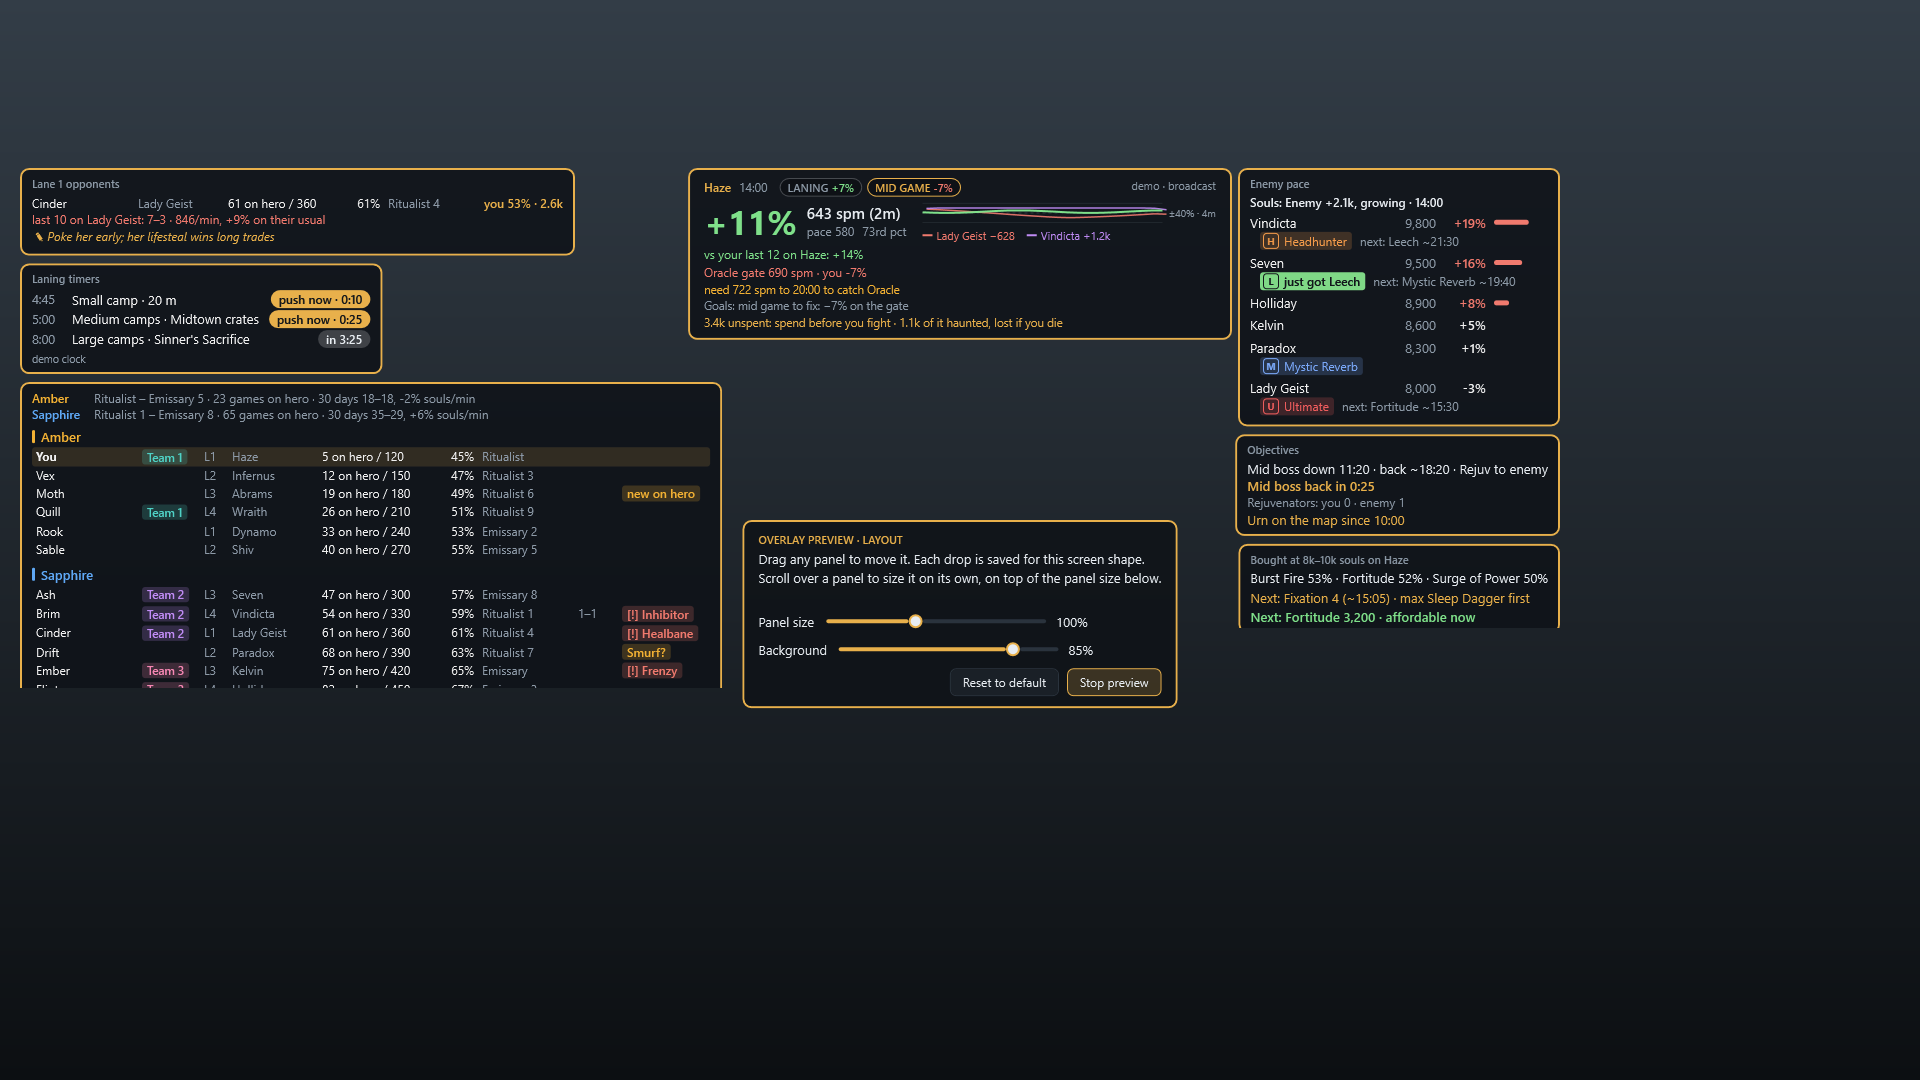 Lane 1 opponents
Cinder Lady Geist 61 on hero / 360 61% Ritualist 4 you 53% · 2.6k
last 10 on Lady Geist: 7–3 · 846/min, +9% on their usual
Poke her early; her lifesteal wins long trades
Laning timers
4:45 Small camp · 20 m push now · 0:10
5:00 Medium camps · Midtown crates push now · 0:25
8:00 Large camps · Sinner's Sacrifice in 3:25
demo clock
Amber Ritualist – Emissary 5 · 23 games on hero · 30 days 18–18, -2% souls/min
Sapphire Ritualist 1 – Emissary 8 · 65 games on hero · 30 days 35–29, +6% souls/min
Amber
You Team 1 L1 Haze 5 on hero / 120 45% Ritualist
Vex L2 Infernus 12 on hero / 150 47% Ritualist 3
Moth L3 Abrams 19 on hero / 180 49% Ritualist 6 new on hero
Quill Team 1 L4 Wraith 26 on hero / 210 51% Ritualist 9
Rook L1 Dynamo 33 on hero / 240 53% Emissary 2
Sable L2 Shiv 40 on hero / 270 55% Emissary 5
Sapphire
Ash Team 2 L3 Seven 47 on hero / 300 57% Emissary 8
Brim Team 2 L4 Vindicta 54 on hero / 330 59% Ritualist 1 1–1 [!] Inhibitor
Cinder Team 2 L1 Lady Geist 61 on hero / 360 61% Ritualist 4 [!] Healbane
Drift L2 Paradox 68 on hero / 390 63% Ritualist 7 Smurf?
Ember Team 3 L3 Kelvin 75 on hero / 420 65% Emissary [!] Frenzy
Haze 14:00 LANING +7% MID GAME -7% demo · broadcast
+11% 643 spm (2m) ±40% · 4m
pace 580 73rd pct Lady Geist −628 Vindicta +1.2k
vs your last 12 on Haze: +14%
Oracle gate 690 spm · you -7%
need 722 spm to 20:00 to catch Oracle
Goals: mid game to fix: −7% on the gate
3.4k unspent: spend before you fight · 1.1k of it haunted, lost if you die
OVERLAY PREVIEW · LAYOUT
Drag any panel to move it. Each drop is saved for this screen shape.
Scroll over a panel to size it on its own, on top of the panel size below.
Panel size 100%
Background 85%
Reset to default Stop preview
Enemy pace
Souls: Enemy +2.1k, growing · 14:00
Vindicta 9,800 +19%
H Headhunter next: Leech ~21:30
Seven 9,500 +16%
L just got Leech next: Mystic Reverb ~19:40
Holliday 8,900 +8%
Kelvin 8,600 +5%
Paradox 8,300 +1%
M Mystic Reverb
Lady Geist 8,000 -3%
U Ultimate next: Fortitude ~15:30
Objectives
Mid boss down 11:20 · back ~18:20 · Rejuv to enemy
Mid boss back in 0:25
Rejuvenators: you 0 · enemy 1
Urn on the map since 10:00
Bought at 8k–10k souls on Haze
Burst Fire 53% · Fortitude 52% · Surge of Power 50%
Next: Fixation 4 (~15:05) · max Sleep Dagger first
Next: Fortitude 3,200 · affordable now